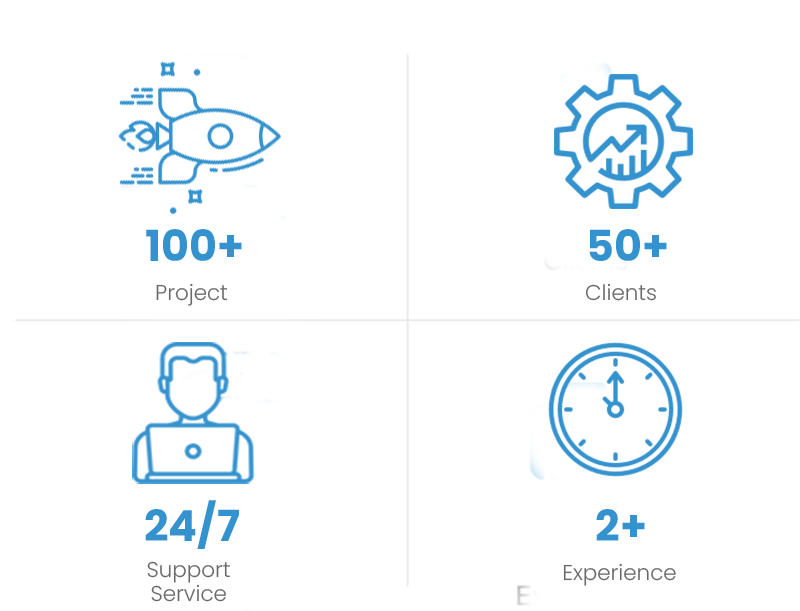 100+
Project
50+
Clients
24/7
Support
Service
2+
Experience